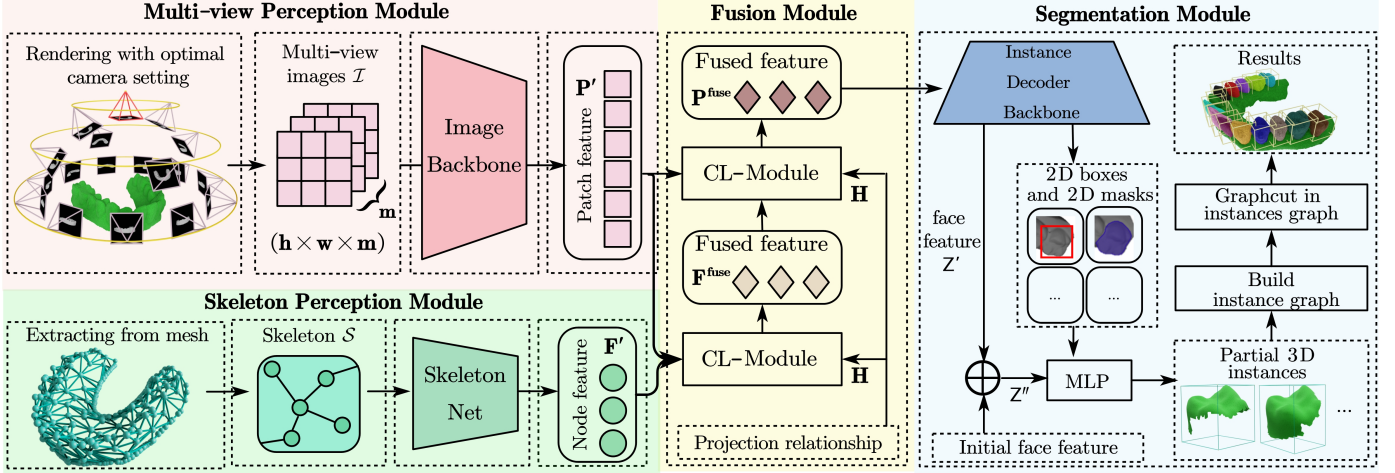 Multi-view Perception Module
Rendering with optimal
camera setting
Multi-view
images 𝓘
m
(h × w × m)
Image
Backbone
P′
Patch feature
Skeleton Perception Module
Extracting from mesh
Skeleton 𝓢
Skeleton
Net
F′
Node feature
Fusion Module
Fused feature
P^fuse
CL-Module
H
Fused feature
F^fuse
CL-Module
H
Projection relationship
Segmentation Module
Instance
Decoder
Backbone
face
feature
Z′
2D boxes
and 2D masks
...
...
Z″
MLP
Initial face feature
Results
Graphcut in
instances graph
Build
instance graph
Partial 3D
instances
...